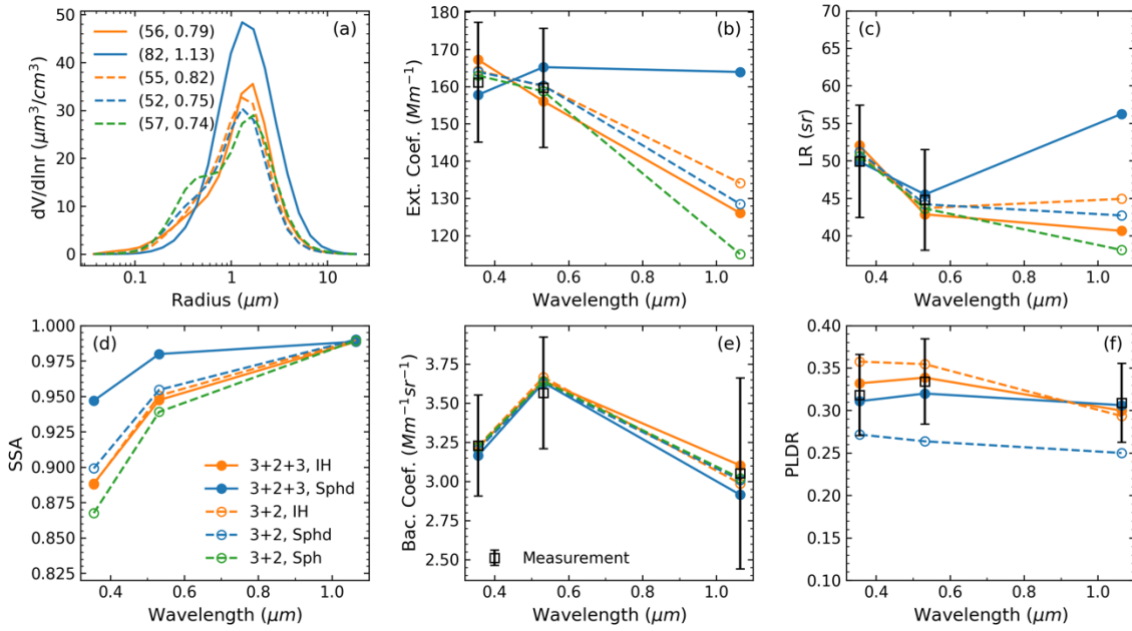 (a)
(56, 0.79)
(82, 1.13)
(55, 0.82)
(52, 0.75)
(57, 0.74)
50
40
30
20
10
0
dV/dlnr (μm³/cm³)
0.1
1
10
Radius (μm)
(b)
170
160
150
140
130
120
Ext. Coef. (Mm⁻¹)
0.4
0.6
0.8
1.0
Wavelength (μm)
(c)
70
65
60
55
50
45
40
35
LR (sr)
0.4
0.6
0.8
1.0
Wavelength (μm)
(d)
1.000
0.975
0.950
0.925
0.900
0.875
0.850
0.825
SSA
3+2+3, IH
3+2+3, Sphd
3+2, IH
3+2, Sphd
3+2, Sph
0.4
0.6
0.8
1.0
Wavelength (μm)
(e)
3.75
3.50
3.25
3.00
2.75
2.50
Bac. Coef. (Mm⁻¹sr⁻¹)
Measurement
0.4
0.6
0.8
1.0
Wavelength (μm)
(f)
0.40
0.35
0.30
0.25
0.20
0.15
0.10
PLDR
0.4
0.6
0.8
1.0
Wavelength (μm)